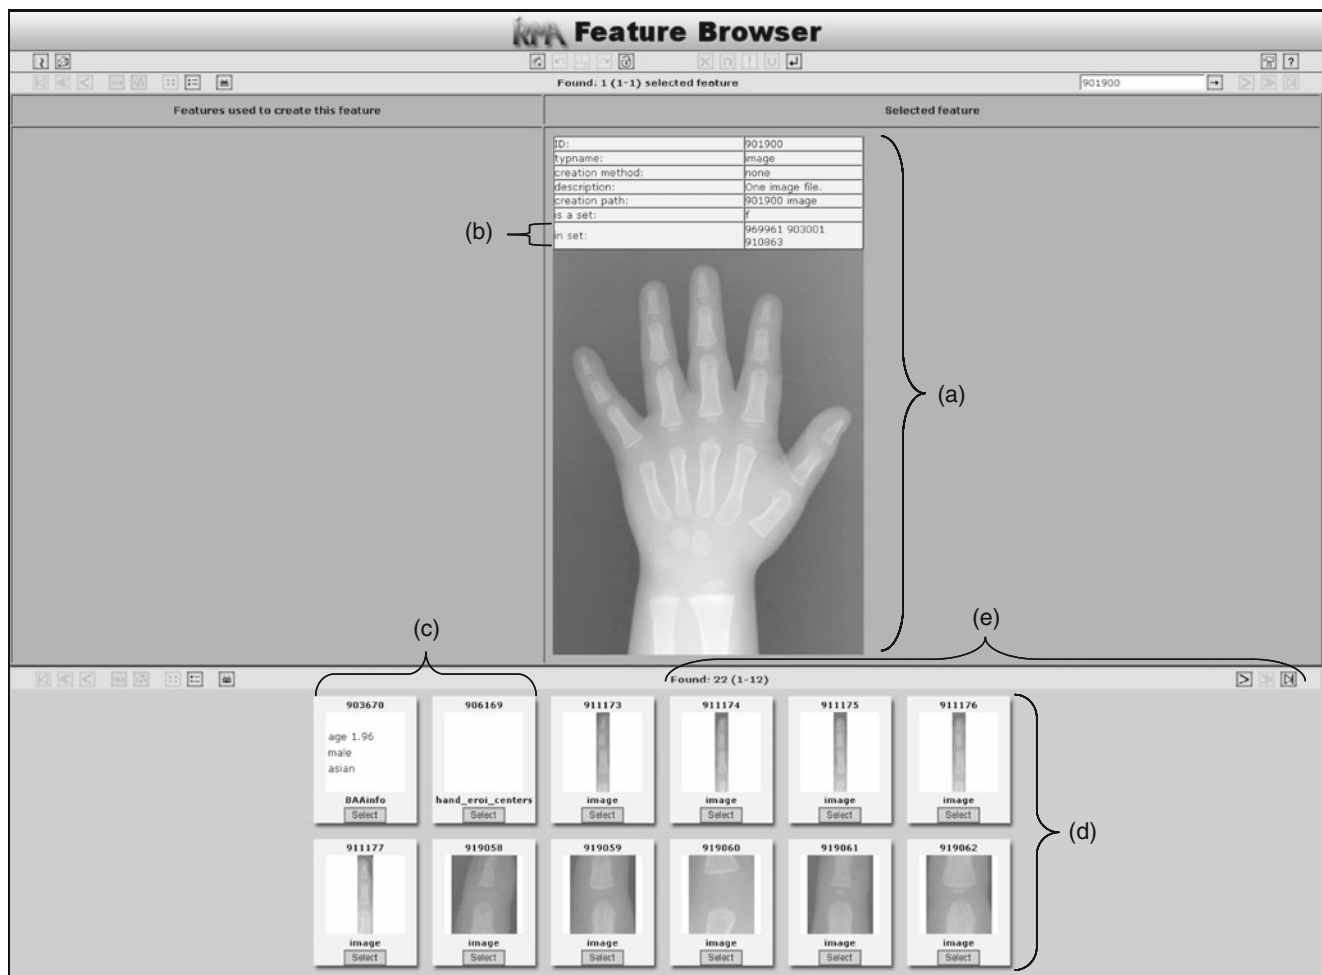 IRMA Feature Browser
?
Found: 1 (1-1) selected feature
901900
Features used to create this feature
Selected feature
ID: 901900
typname: image
creation method: none
description: One image file.
creation path: 901900 image
is a set: f
in set: 969961 903001
910863
(a)
(b)
(c)
(e)
Found: 22 (1-12)
903670 906169 911173 911174 911175 911176
age 1.96
male
asian
BAAinfo hand_eroi_centers image image image image
Select Select Select Select Select Select
(d)
911177 919058 919059 919060 919061 919062
image image image image image image
Select Select Select Select Select Select